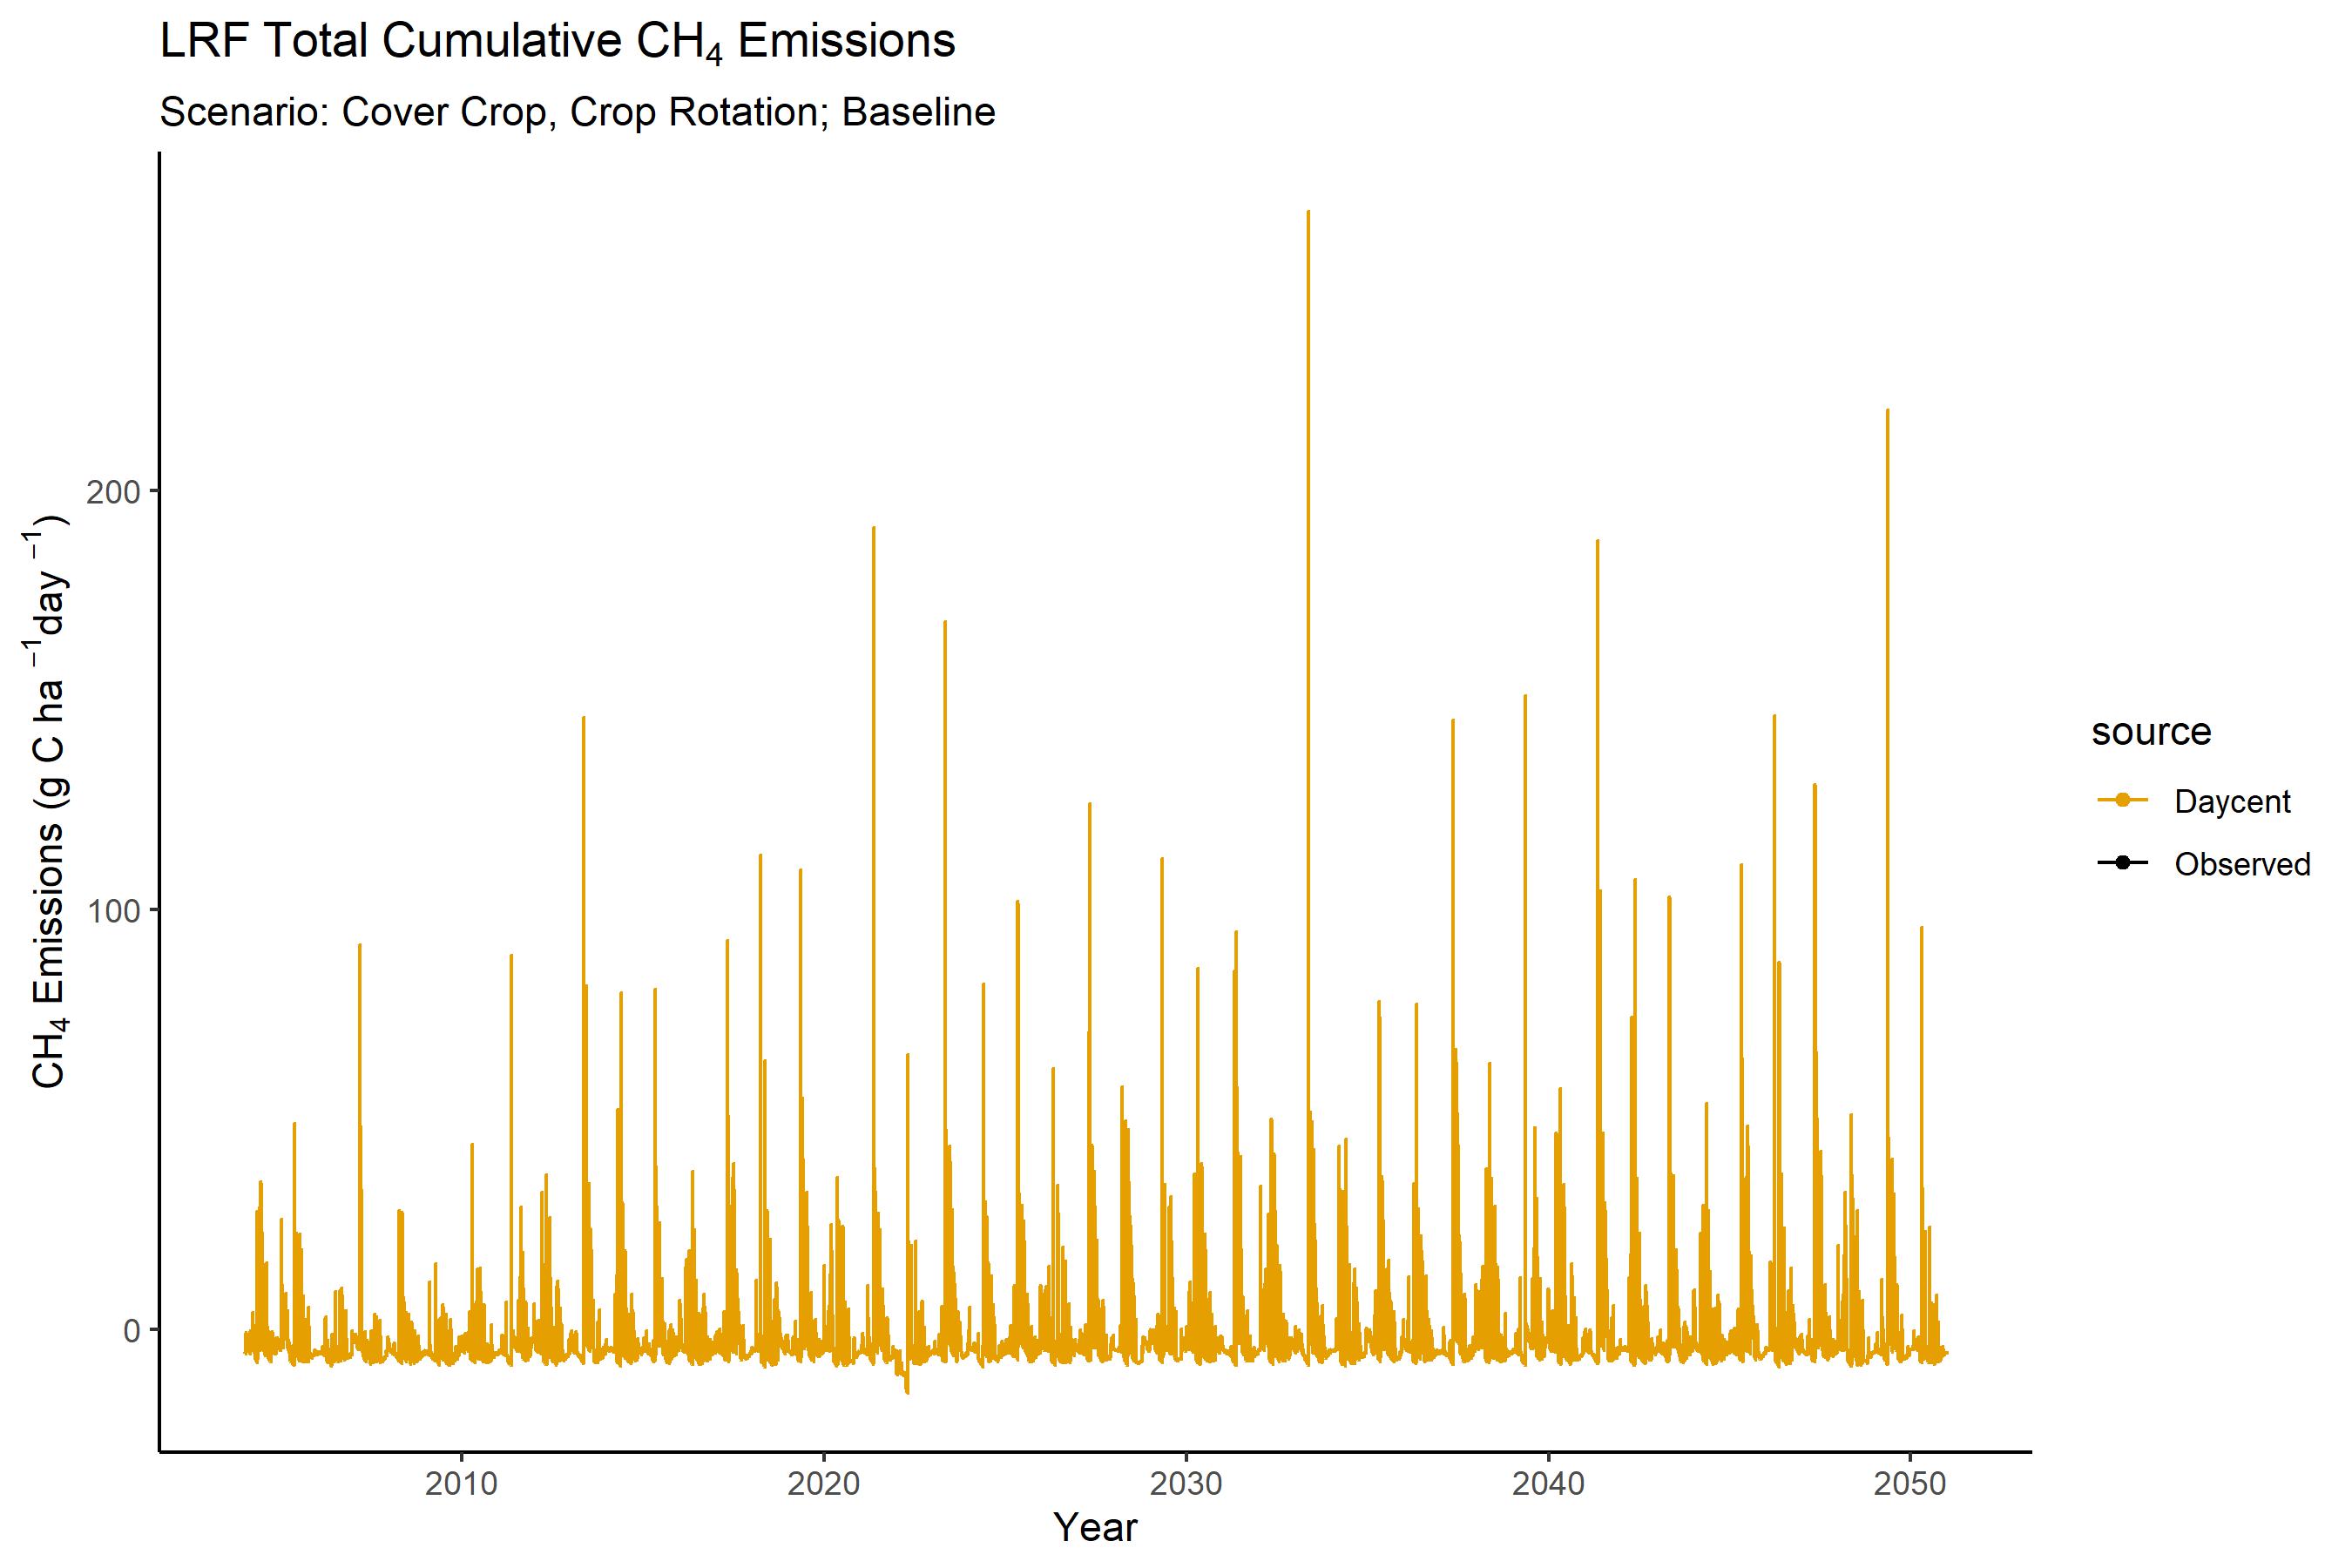 LRF Total Cumulative CH₄ Emissions
Scenario: Cover Crop, Crop Rotation; Baseline
CH₄ Emissions (g C ha ⁻¹day ⁻¹)
200
100
0
2010 2020 2030 2040 2050
Year
source
Daycent
Observed